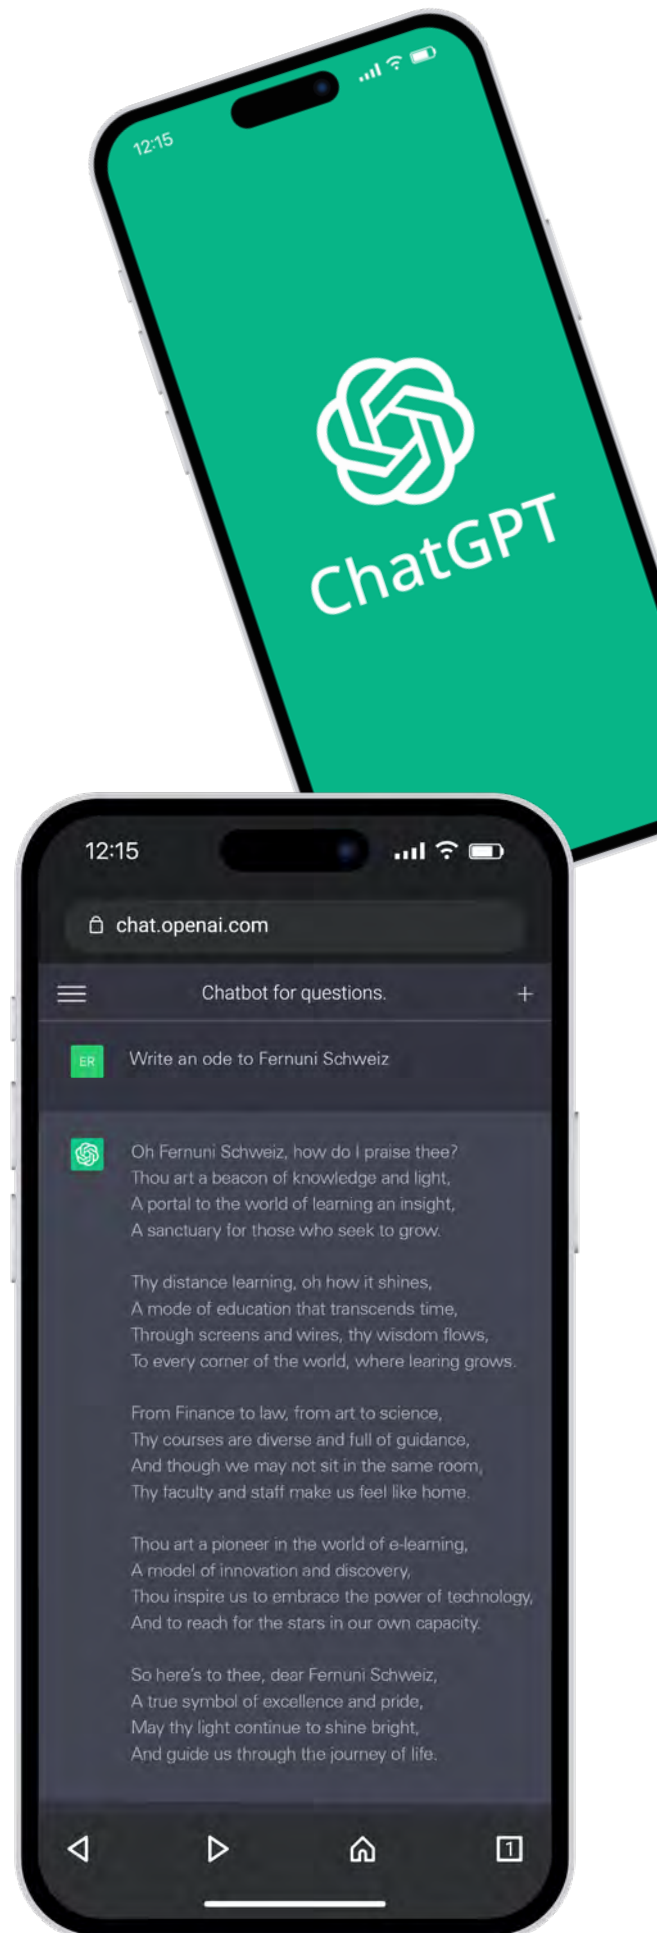 12:15
ChatGPT
12:15
chat.openai.com
Chatbot for questions.
ER
Write an ode to Fernuni Schweiz
Oh Fernuni Schweiz, how do I praise thee?
Thou art a beacon of knowledge and light,
A portal to the world of learning an insight,
A sanctuary for those who seek to grow.
Thy distance learning, oh how it shines,
A mode of education that transcends time,
Through screens and wires, thy wisdom flows,
To every corner of the world, where learing grows.
From Finance to law, from art to science,
Thy courses are diverse and full of guidance,
And though we may not sit in the same room,
Thy faculty and staff make us feel like home.
Thou art a pioneer in the world of e-learning,
A model of innovation and discovery,
Thou inspire us to embrace the power of technology,
And to reach for the stars in our own capacity.
So here's to thee, dear Fernuni Schweiz,
A true symbol of excellence and pride,
May thy light continue to shine bright,
And guide us through the journey of life.
1